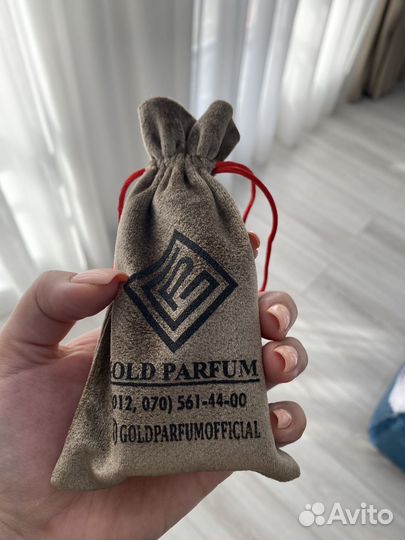 OLD PARFUM
012, 070) 561-44-00
) GOLDPARFUMOFFICIAL
Avito